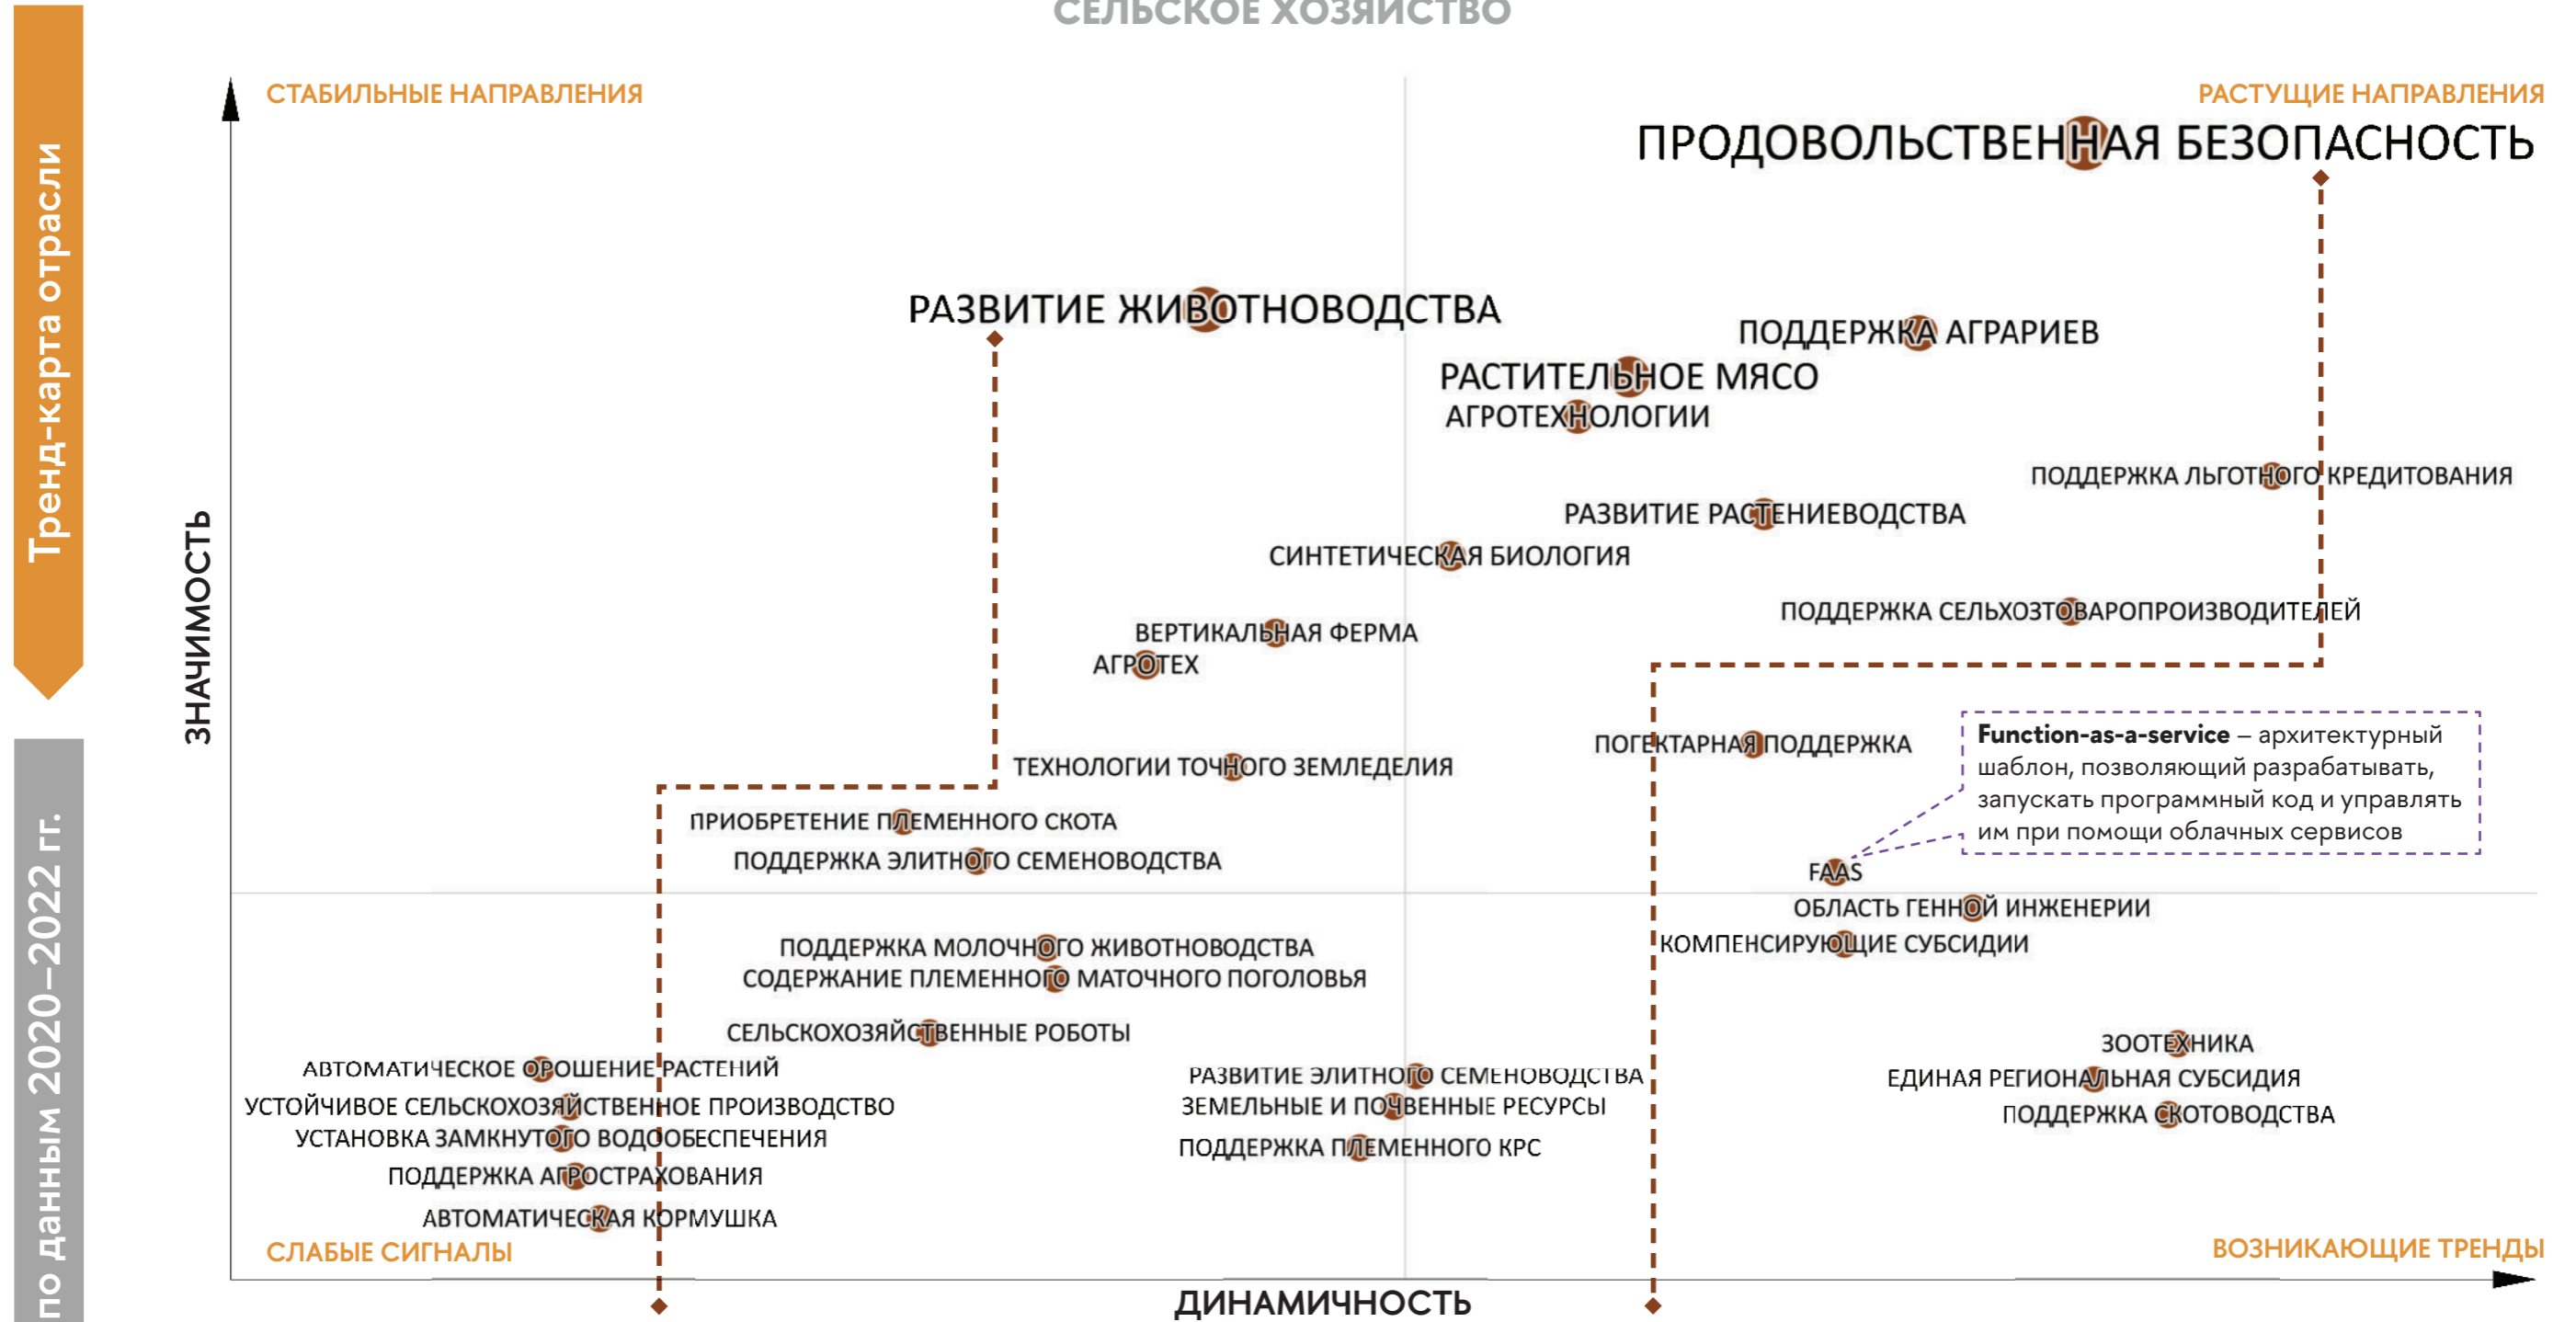 СЕЛЬСКОЕ ХОЗЯЙСТВО
Тренд-карта отрасли
по данным 2020–2022 гг.
СТАБИЛЬНЫЕ НАПРАВЛЕНИЯ
РАСТУЩИЕ НАПРАВЛЕНИЯ
ПРОДОВОЛЬСТВЕННАЯ БЕЗОПАСНОСТЬ
РАЗВИТИЕ ЖИВОТНОВОДСТВА
ПОДДЕРЖКА АГРАРИЕВ
РАСТИТЕЛЬНОЕ МЯСО
АГРОТЕХНОЛОГИИ
ПОДДЕРЖКА ЛЬГОТНОГО КРЕДИТОВАНИЯ
РАЗВИТИЕ РАСТЕНИЕВОДСТВА
СИНТЕТИЧЕСКАЯ БИОЛОГИЯ
ЗНАЧИМОСТЬ
ПОДДЕРЖКА СЕЛЬХОЗТОВАРОПРОИЗВОДИТЕЛЕЙ
ВЕРТИКАЛЬНАЯ ФЕРМА
АГРОТЕХ
ПОГЕКТАРНАЯ ПОДДЕРЖКА
Function-as-a-service – архитектурный
шаблон, позволяющий разрабатывать,
запускать программный код и управлять
им при помощи облачных сервисов
ТЕХНОЛОГИИ ТОЧНОГО ЗЕМЛЕДЕЛИЯ
ПРИОБРЕТЕНИЕ ПЛЕМЕННОГО СКОТА
ПОДДЕРЖКА ЭЛИТНОГО СЕМЕНОВОДСТВА
FAAS
ОБЛАСТЬ ГЕННОЙ ИНЖЕНЕРИИ
КОМПЕНСИРУЮЩИЕ СУБСИДИИ
ПОДДЕРЖКА МОЛОЧНОГО ЖИВОТНОВОДСТВА
СОДЕРЖАНИЕ ПЛЕМЕННОГО МАТОЧНОГО ПОГОЛОВЬЯ
СЕЛЬСКОХОЗЯЙСТВЕННЫЕ РОБОТЫ
ЗООТЕХНИКА
АВТОМАТИЧЕСКОЕ ОРОШЕНИЕ РАСТЕНИЙ
РАЗВИТИЕ ЭЛИТНОГО СЕМЕНОВОДСТВА
ЕДИНАЯ РЕГИОНАЛЬНАЯ СУБСИДИЯ
УСТОЙЧИВОЕ СЕЛЬСКОХОЗЯЙСТВЕННОЕ ПРОИЗВОДСТВО
ЗЕМЕЛЬНЫЕ И ПОЧВЕННЫЕ РЕСУРСЫ
ПОДДЕРЖКА СКОТОВОДСТВА
УСТАНОВКА ЗАМКНУТОГО ВОДООБЕСПЕЧЕНИЯ
ПОДДЕРЖКА ПЛЕМЕННОГО КРС
ПОДДЕРЖКА АГРОСТРАХОВАНИЯ
АВТОМАТИЧЕСКАЯ КОРМУШКА
СЛАБЫЕ СИГНАЛЫ
ВОЗНИКАЮЩИЕ ТРЕНДЫ
ДИНАМИЧНОСТЬ